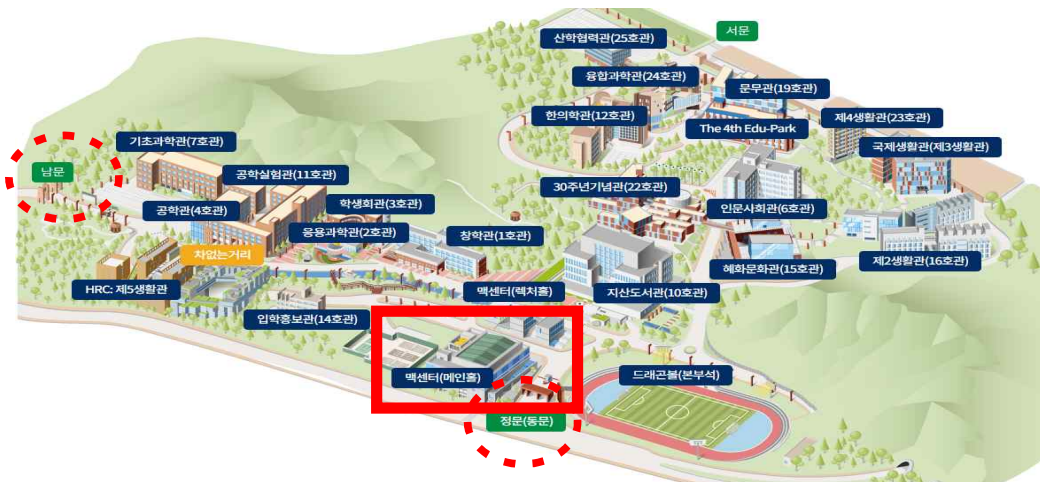 산학협력관(25호관)
서문
융합과학관(24호관)
문무관(19호관)
한의학관(12호관)
The 4th Edu-Park
제4생활관(23호관)
국제생활관(제3생활관)
기초과학관(7호관)
남문
공학실험관(11호관)
30주년기념관(22호관)
학생회관(3호관)
공학관(4호관)
인문사회관(6호관)
응용과학관(2호관)
창학관(1호관)
차없는거리
혜화문화관(15호관)
제2생활관(16호관)
HRC: 제5생활관
맥센터(렉처홀)
지산도서관(10호관)
입학홍보관(14호관)
맥센터(메인홀)
드래곤볼(본부석)
정문(동문)